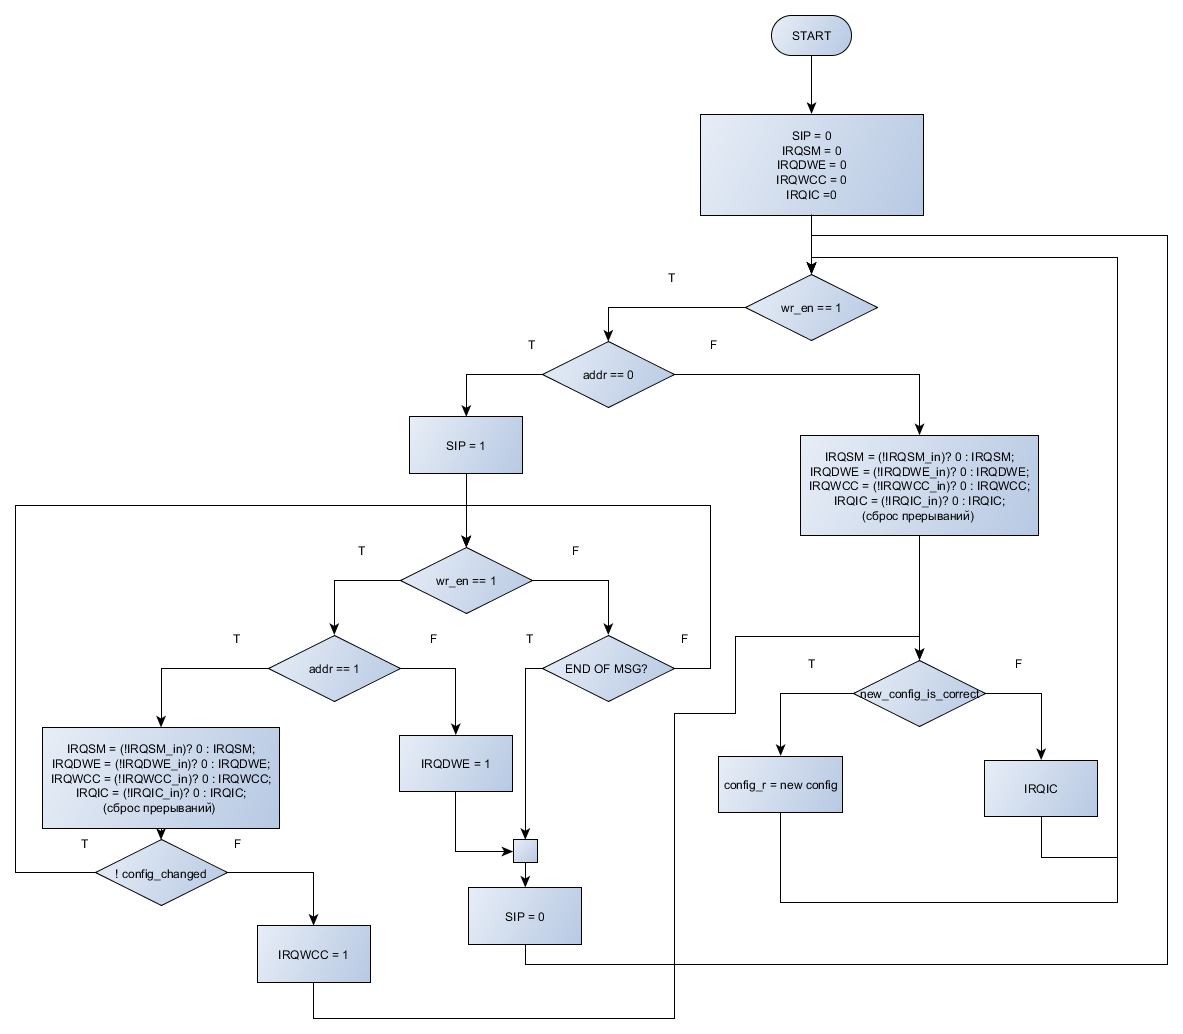 START
SIP = 0
IRQSM = 0
IRQDWE = 0
IRQWCC = 0
IRQIC =0
T
wr_en == 1
T
F
addr == 0
SIP = 1
IRQSM = (!IRQSM_in)? 0 : IRQSM;
IRQDWE = (!IRQDWE_in)? 0 : IRQDWE;
IRQWCC = (!IRQWCC_in)? 0 : IRQWCC;
IRQIC = (!IRQIC_in)? 0 : IRQIC;
(сброс прерываний)
T
F
wr_en == 1
T
F
T
F
addr == 1
END OF MSG?
T
F
new_config_is_correct
IRQSM = (!IRQSM_in)? 0 : IRQSM;
IRQDWE = (!IRQDWE_in)? 0 : IRQDWE;
IRQWCC = (!IRQWCC_in)? 0 : IRQWCC;
IRQIC = (!IRQIC_in)? 0 : IRQIC;
(сброс прерываний)
IRQDWE = 1
config_r = new config
IRQIC
T
F
! config_changed
SIP = 0
IRQWCC = 1